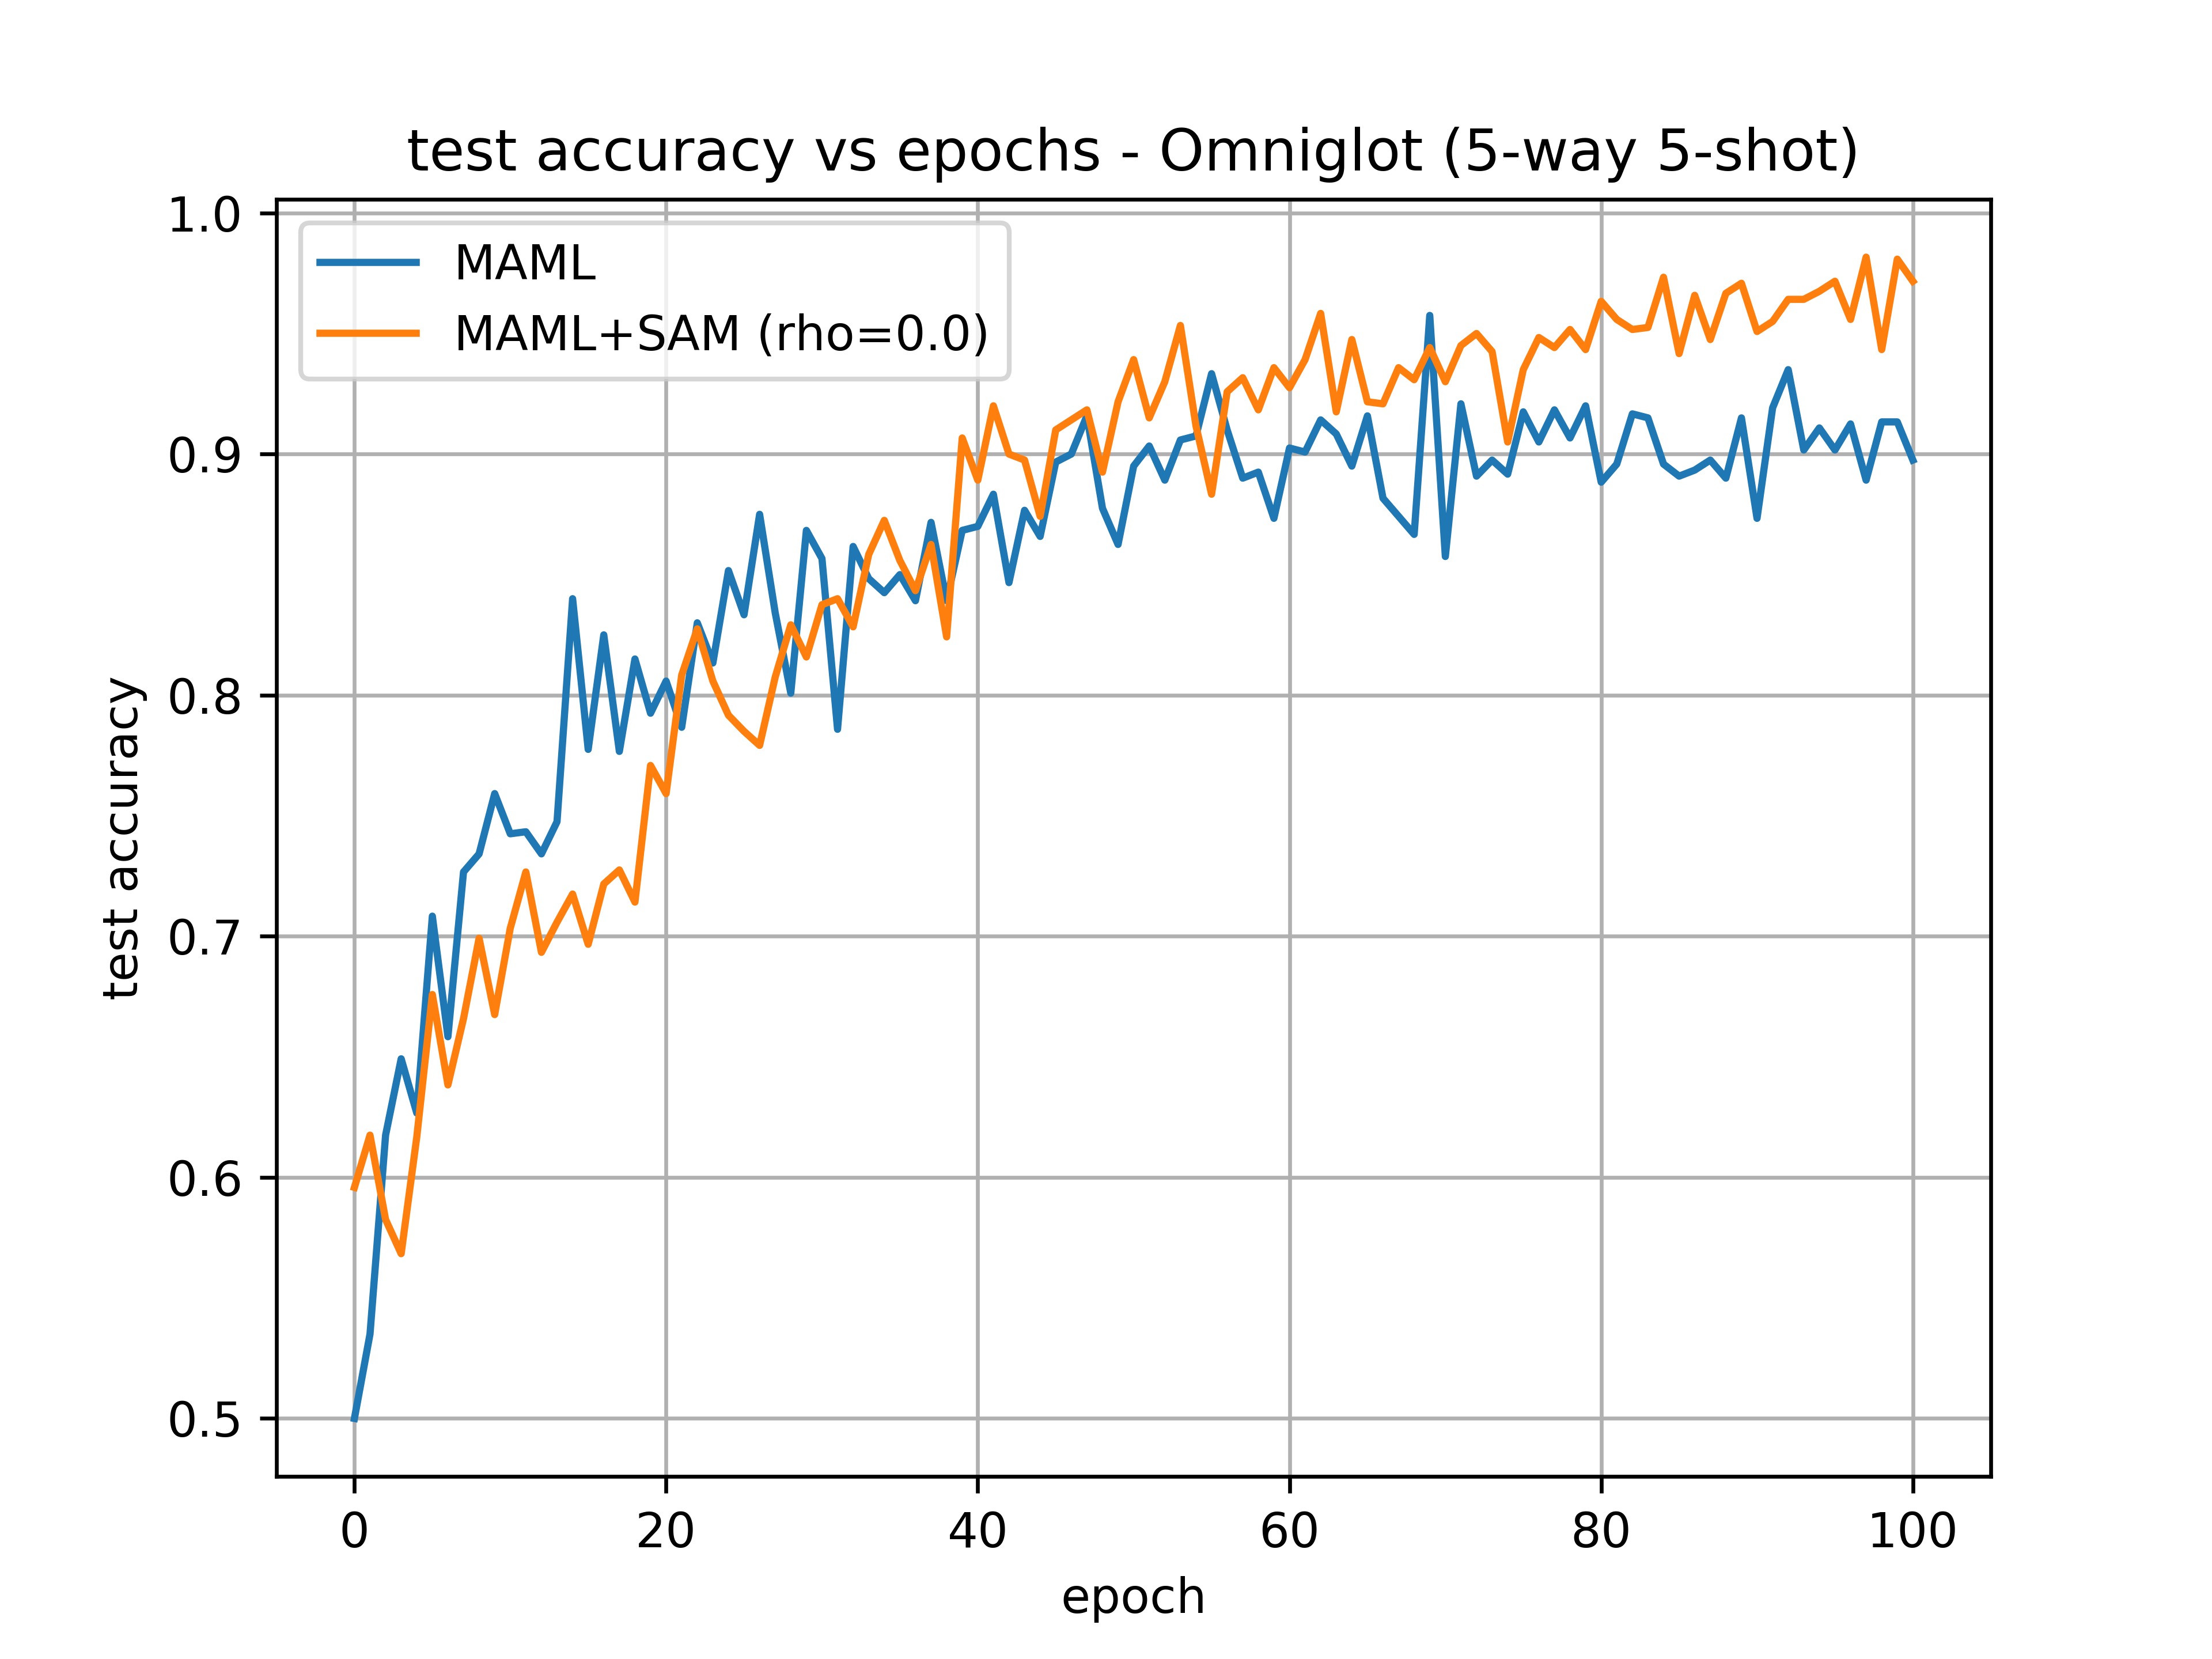 test accuracy vs epochs - Omniglot (5-way 5-shot)
1.0
MAML
MAML+SAM (rho=0.0)
0.9
0.8
test accuracy
0.7
0.6
0.5
0 20 40 60 80 100
epoch